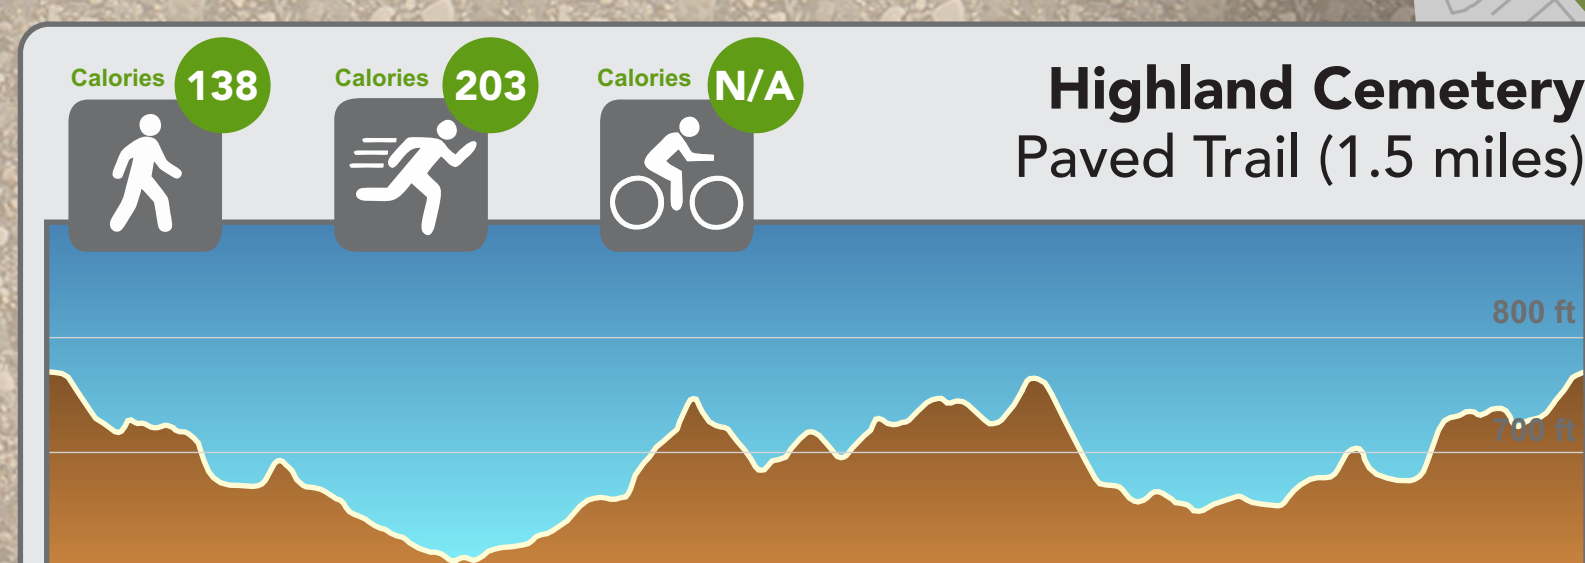 Calories 138
Calories 203
Calories N/A
Highland Cemetery
Paved Trail (1.5 miles)
800 ft
700 ft